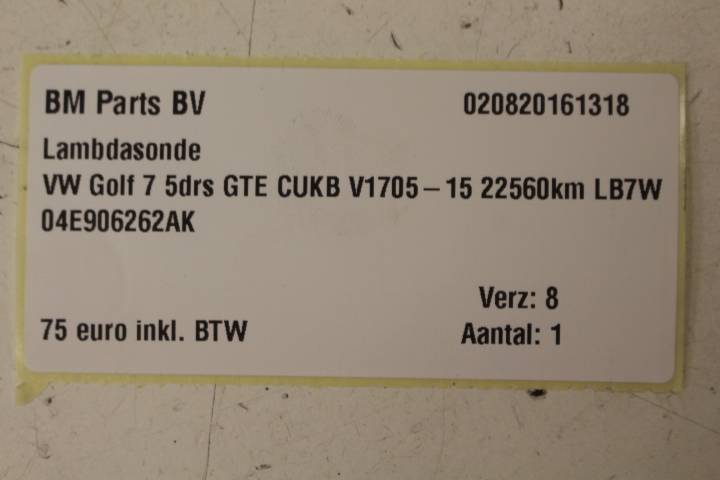 BM Parts BV 020820161318
Lambdasonde
VW Golf 7 5drs GTE CUKB V1705-15 22560km LB7W
04E906262AK
Verz: 8
75 euro inkl. BTW Aantal: 1